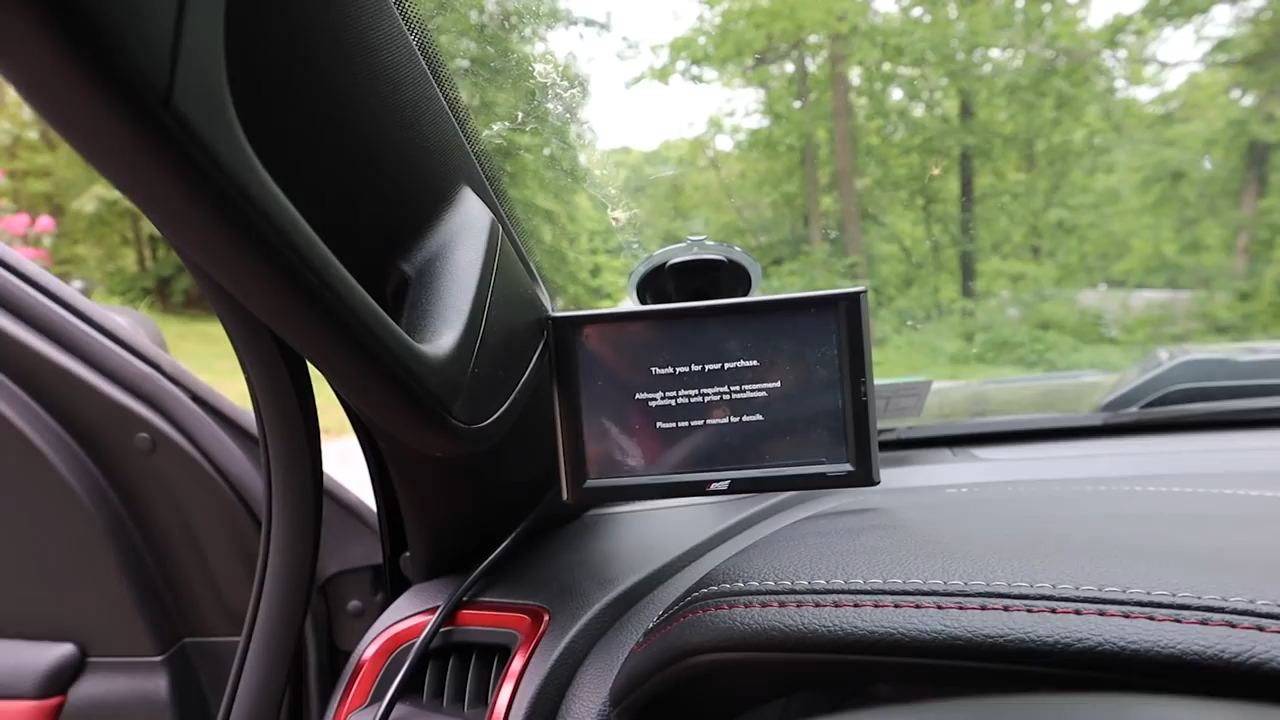 Thank you for your purchase.
Although not always required, we recommend
updating this unit prior to installation.
Please see user manual for details.
EDGE